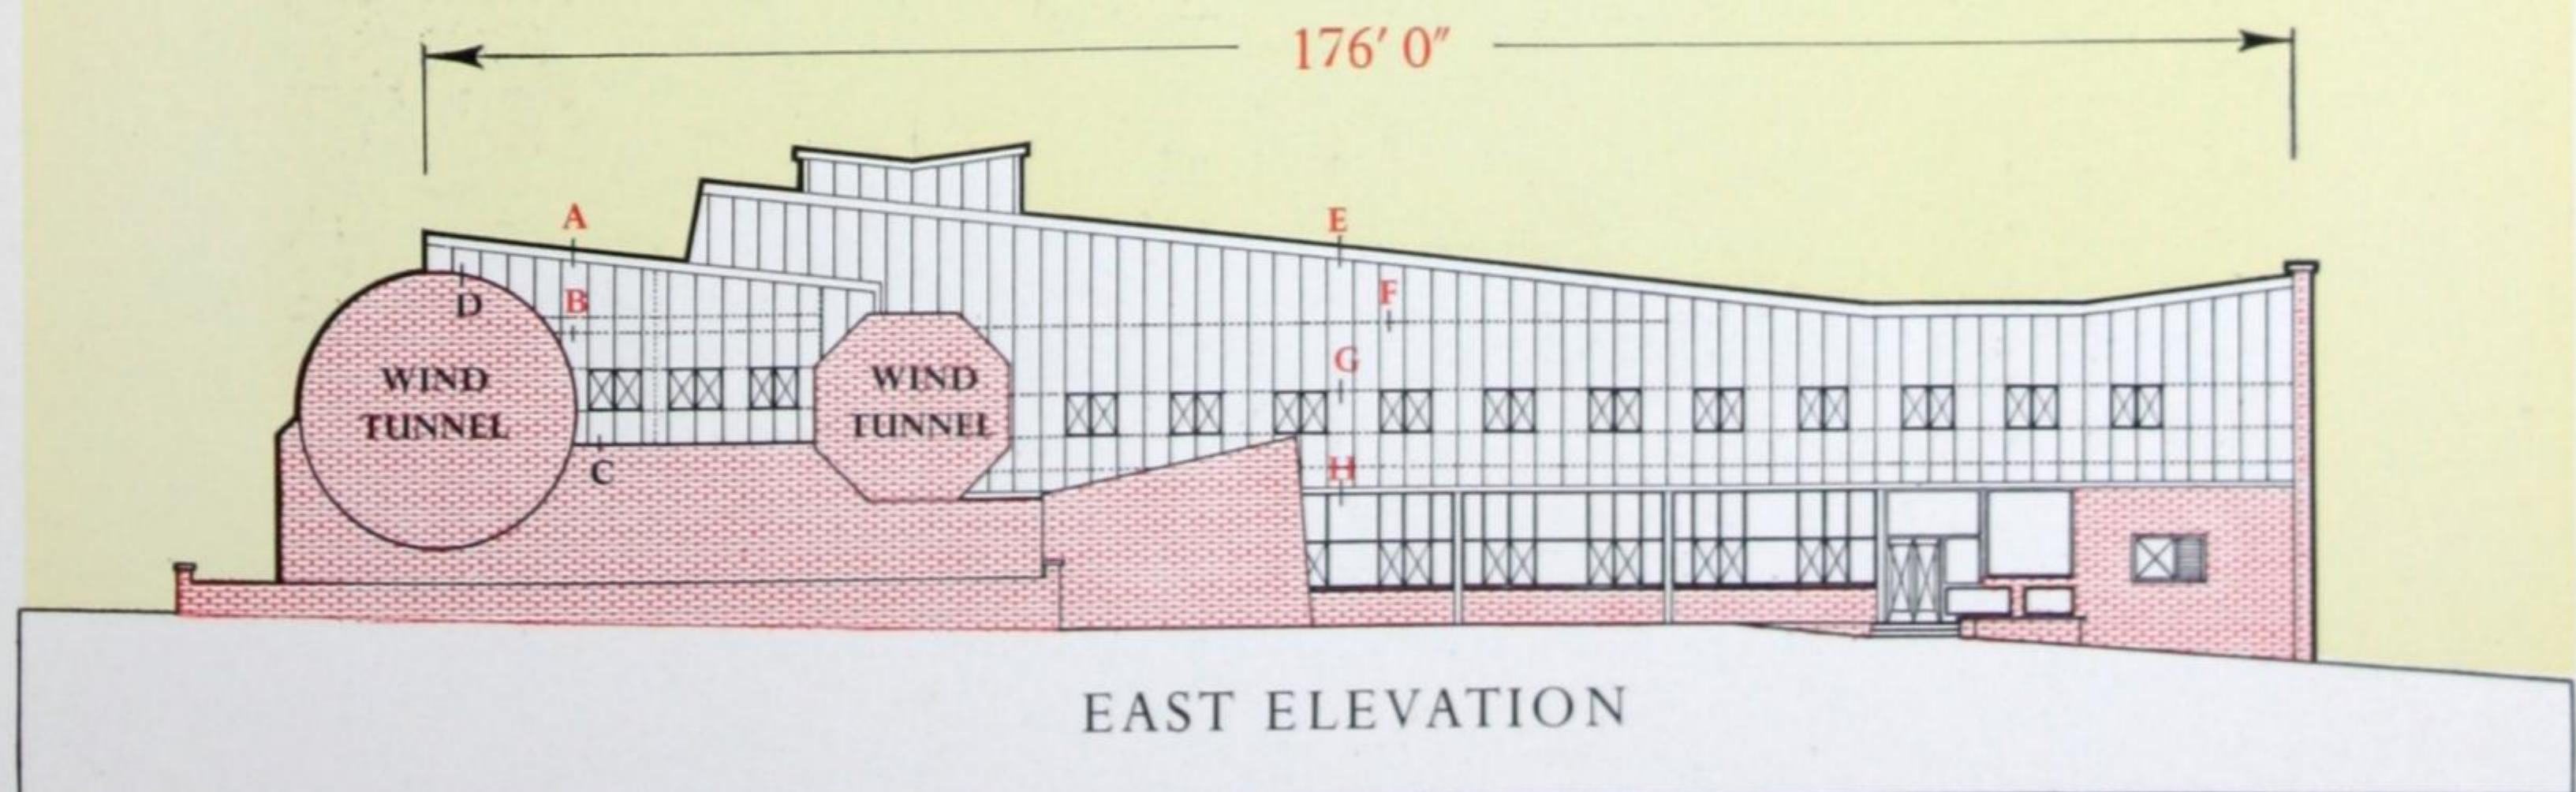 176' 0"
A
E
D
B
F
WIND
TUNNEL
WIND
TUNNEL
G
C
H
EAST ELEVATION